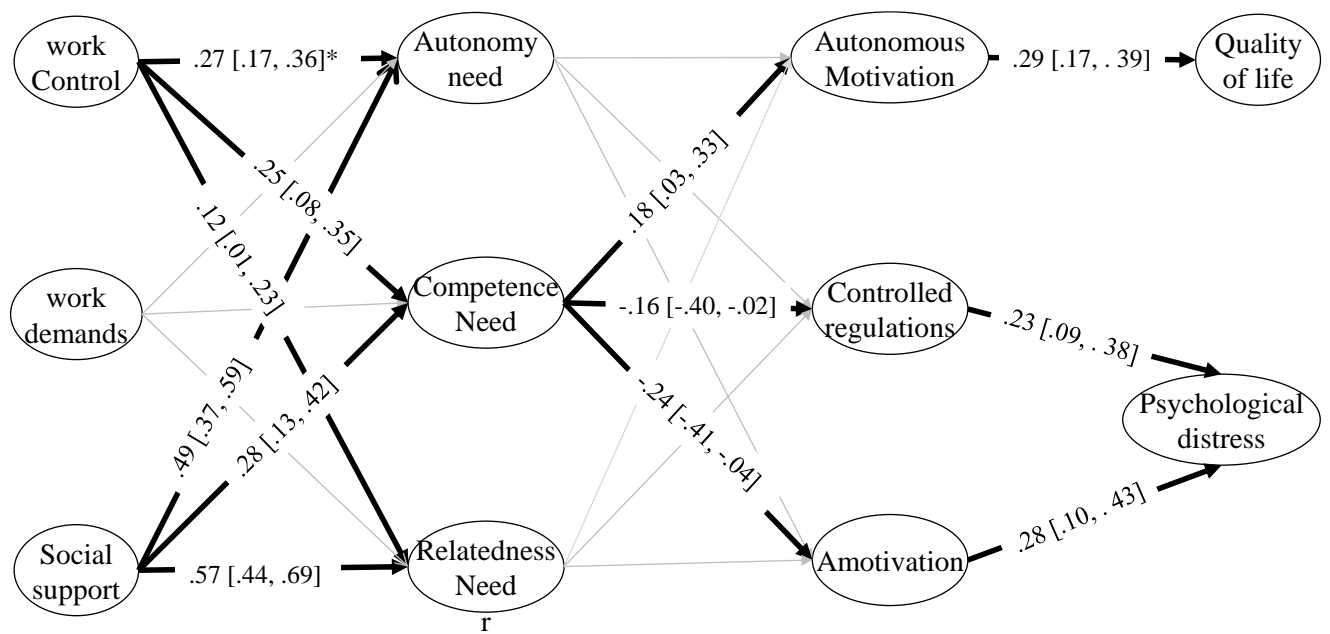 work
Control
.27 [.17, .36]*
Autonomy
need
Autonomous
Motivation
.29 [.17, . 39]
Quality
of life
.25 [.08, .35]
.12 [.01, .23]
.18 [.03, .33]
work
demands
Competence
Need
-.16 [-.40, -.02]
Controlled
regulations
.23 [.09, . 38]
.49 [.37, .59]
.28 [.13, .42]
-.24 [-.41, -.04]
Psychological
distress
Social
support
.57 [.44, .69]
Relatedness
Need
r
Amotivation
.28 [.10, . 43]